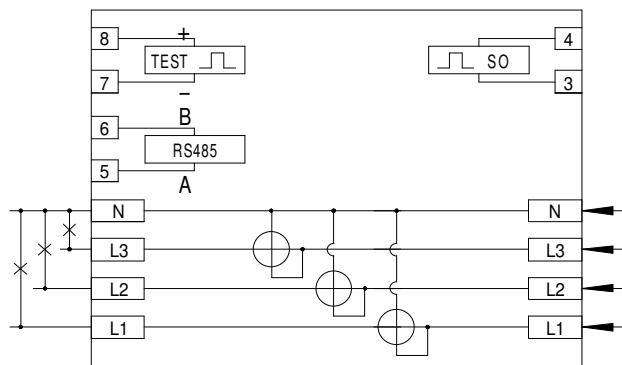 8 + 4
TEST SO
7 − 3
6 B
RS485
5 A
N N
L3 L3
L2 L2
L1 L1